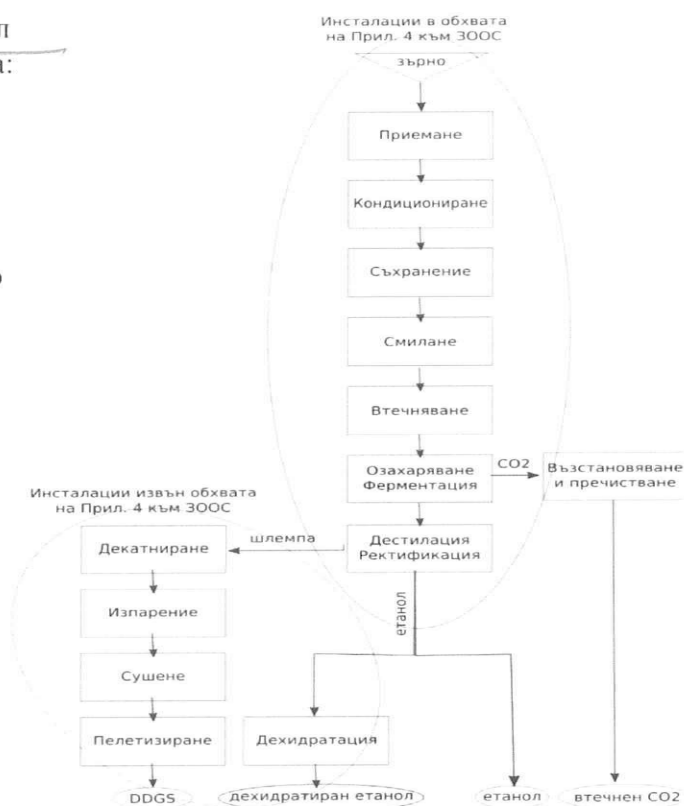 Инсталации в обхвата
на Прил. 4 към ЗООС
зърно
Приемане
Кондициониране
Съхранение
Смилане
Втечняване
Озахаряване
Ферментация
CO2
Възстановяване
и пречистване
Дестилация
Ректификация
шлемпа
Инсталации извън обхвата
на Прил. 4 към ЗООС
Декатниране
Изпарение
Сушене
Пелетизиране
етанол
Дехидратация
DDGS
дехидратиран етанол
етанол
втечнен CO2